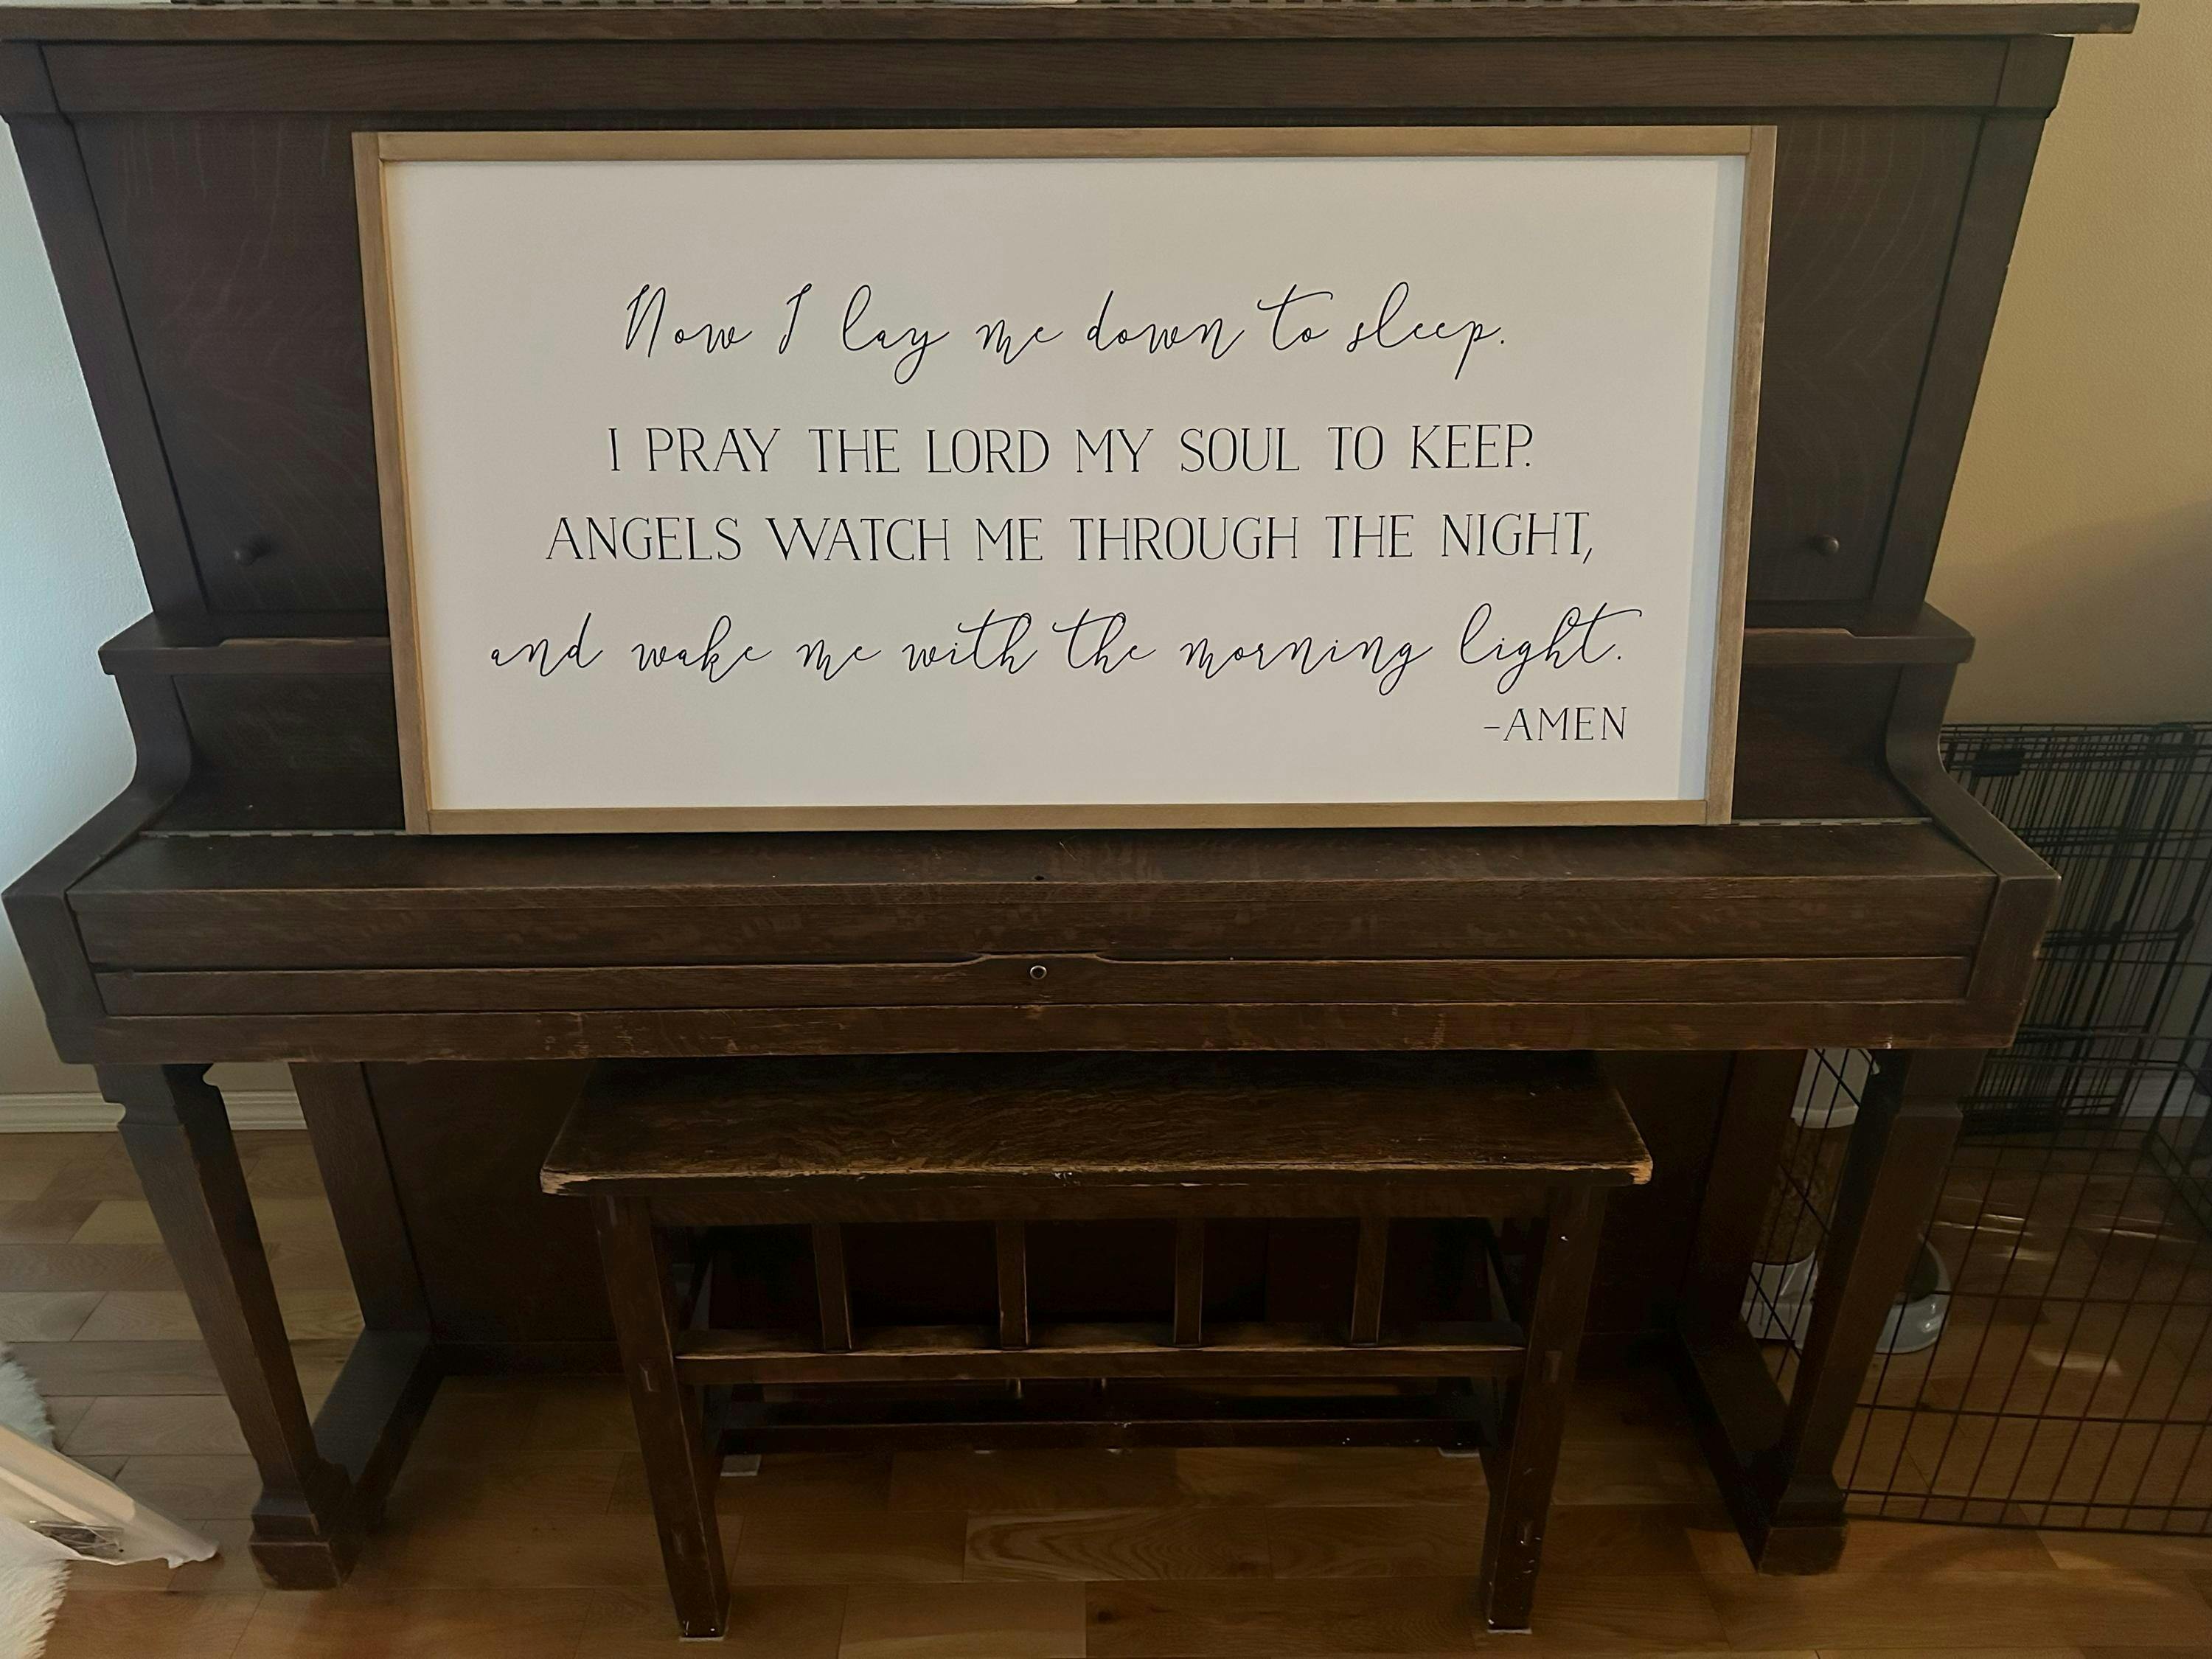 Now I lay me down to sleep.
I PRAY THE LORD MY SOUL TO KEEP.
ANGELS WATCH ME THROUGH THE NIGHT,
and wake me with the morning light.
-AMEN